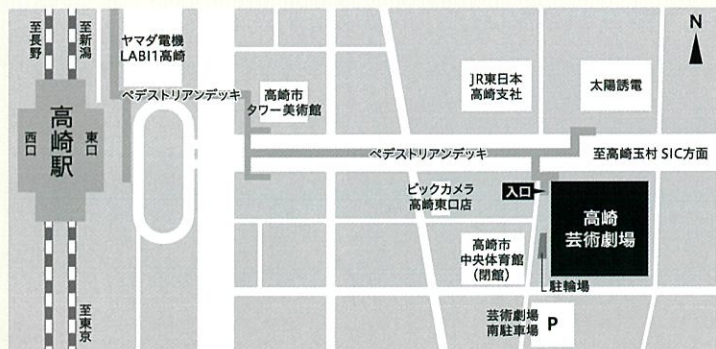 至長野
至新潟
ヤマダ電機
LABI1高崎
ペデストリアンデッキ
高崎駅
西口
東口
至東京
高崎市
タワー美術館
JR東日本
高崎支社
太陽誘電
N
ペデストリアンデッキ
至高崎玉村 SIC方面
ビックカメラ
高崎東口店
入口
高崎
芸術劇場
高崎市
中央体育館
(閉館)
駐輪場
芸術劇場
南駐車場
P